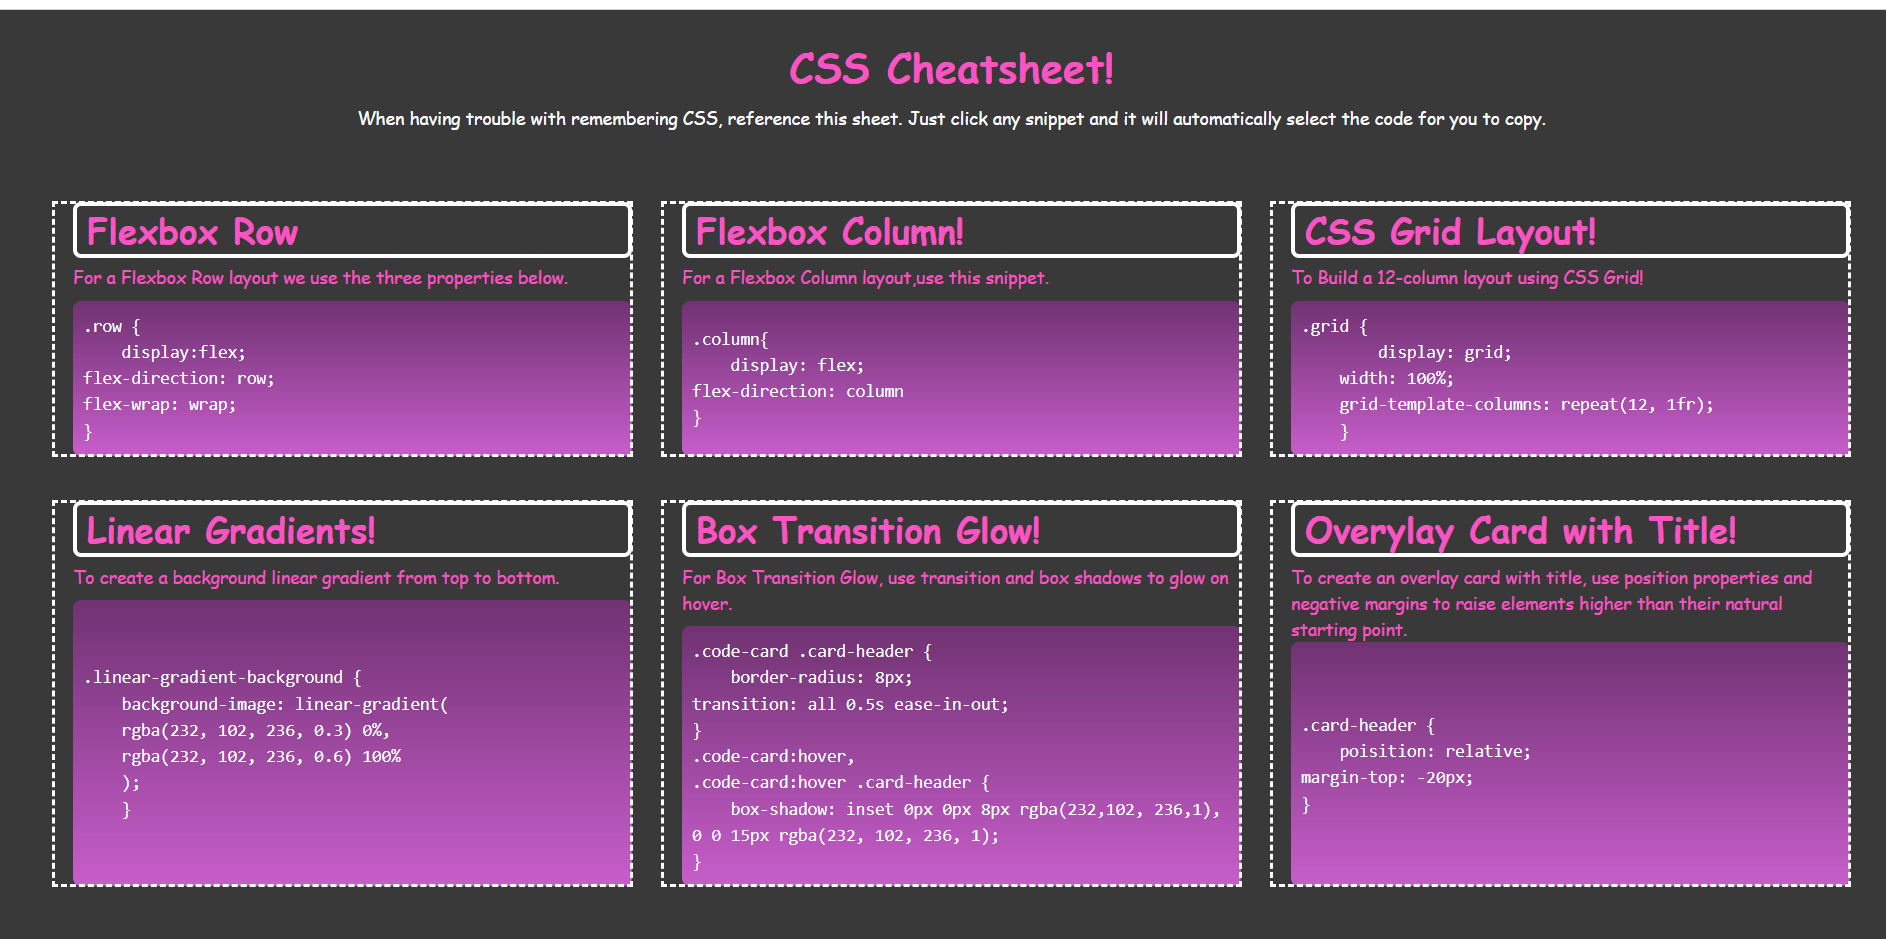 CSS Cheatsheet!
When having trouble with remembering CSS, reference this sheet. Just click any snippet and it will automatically select the code for you to copy.
Flexbox Row
For a Flexbox Row layout we use the three properties below.
.row {
    display:flex;
flex-direction: row;
flex-wrap: wrap;
}
Flexbox Column!
For a Flexbox Column layout,use this snippet.
.column{
    display: flex;
flex-direction: column
}
CSS Grid Layout!
To Build a 12-column layout using CSS Grid!
.grid {
        display: grid;
    width: 100%;
    grid-template-columns: repeat(12, 1fr);
    }
Linear Gradients!
To create a background linear gradient from top to bottom.
.linear-gradient-background {
    background-image: linear-gradient(
    rgba(232, 102, 236, 0.3) 0%,
    rgba(232, 102, 236, 0.6) 100%
    );
    }
Box Transition Glow!
For Box Transition Glow, use transition and box shadows to glow on
hover.
.code-card .card-header {
    border-radius: 8px;
transition: all 0.5s ease-in-out;
}
.code-card:hover,
.code-card:hover .card-header {
    box-shadow: inset 0px 0px 8px rgba(232,102, 236,1),
0 0 15px rgba(232, 102, 236, 1);
}
Overylay Card with Title!
To create an overlay card with title, use position properties and
negative margins to raise elements higher than their natural
starting point.
.card-header {
    poisition: relative;
margin-top: -20px;
}